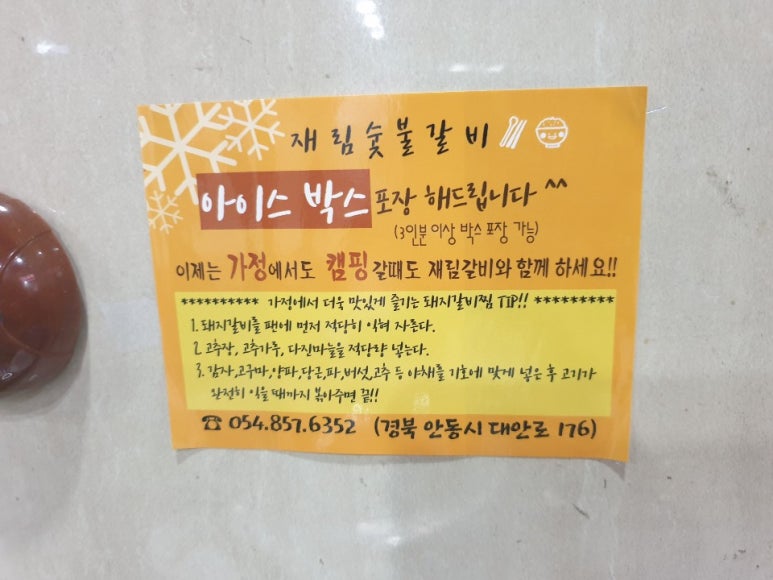 재림숯불갈비
아이스 박스 포장 해드립니다 ^^
(3인분 이상 박스 포장 가능)
이제는 가정에서도 캠핑 갈때도 재림갈비와 함께 하세요!!
********** 가정에서 더욱 맛있게 즐기는 돼지갈비찜 TIP!! **********
1. 돼지갈비를 팬에 먼저 적당히 익혀 자른다.
2. 고추장, 고추가루, 다진마늘을 적당량 넣는다.
3. 감자,고구마,양파,당근,파,버섯,고추 등 야채를 기호에 맞게 넣은 후 고기가
완전히 익을 때까지 볶아주면 끝!!
☎ 054.857.6352 (경북 안동시 대안로 176)